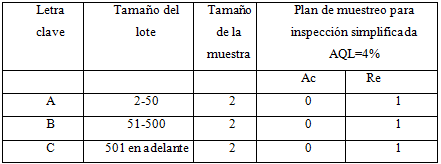 Letra clave Tamaño del lote Tamaño de la muestra Plan de muestreo para inspección simplificada AQL=4%
Ac Re
A 2-50 2 0 1
B 51-500 2 0 1
C 501 en adelante 2 0 1